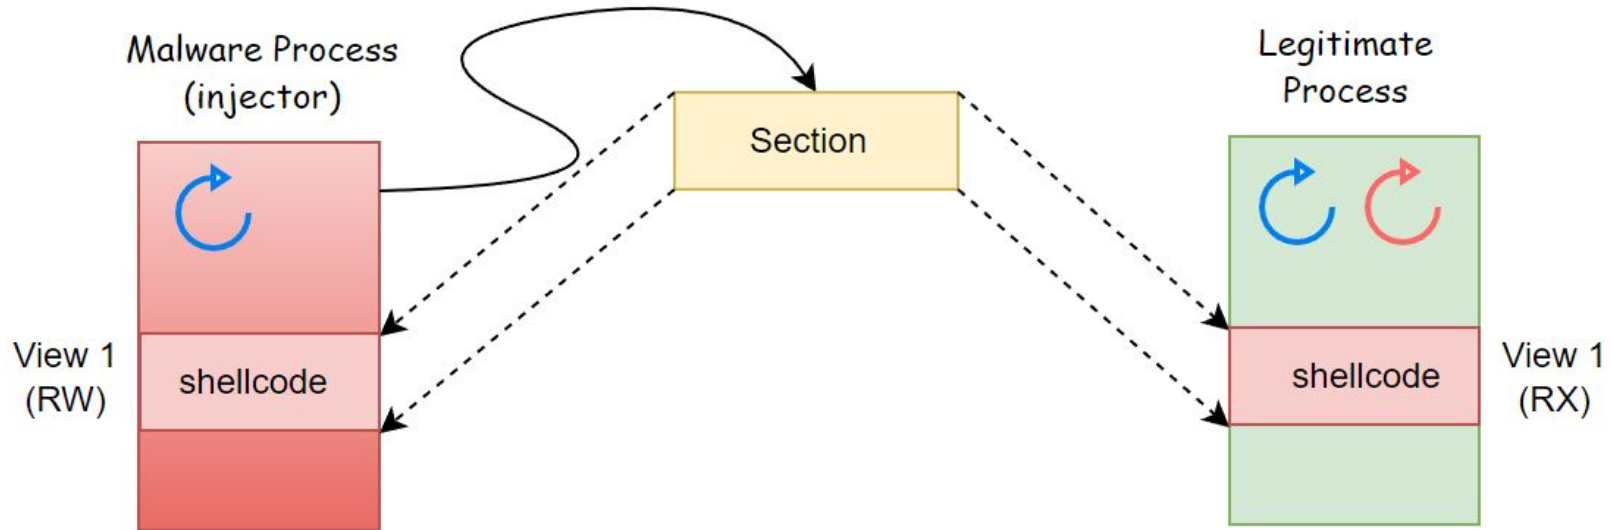 Malware Process
(injector)
Section
Legitimate
Process
View 1
(RW)
shellcode
shellcode
View 1
(RX)